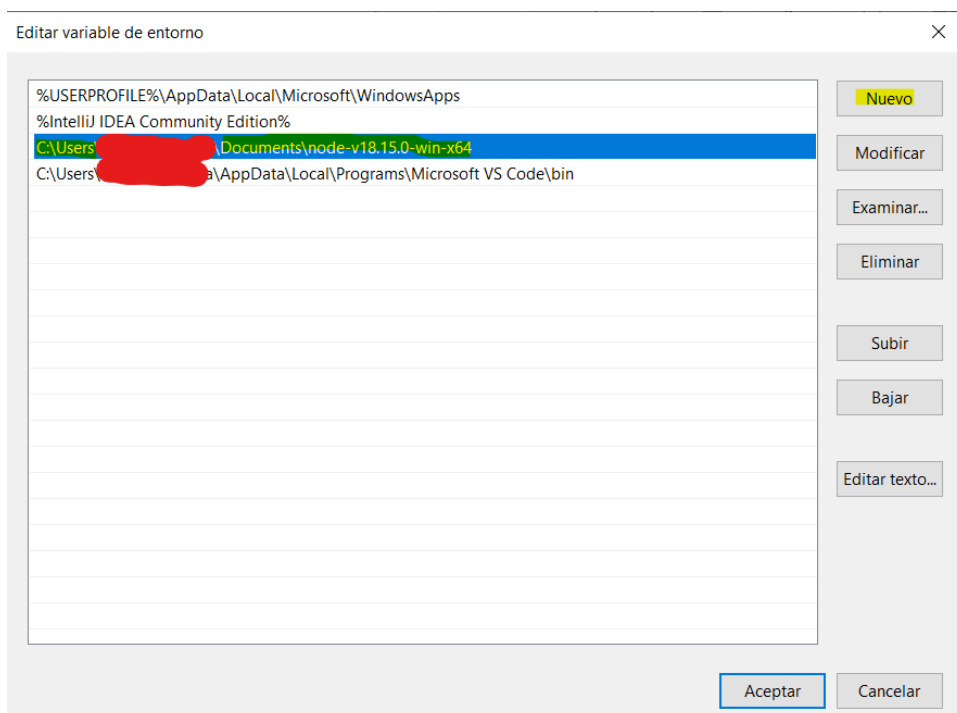 Editar variable de entorno
%USERPROFILE%\AppData\Local\Microsoft\WindowsApps
%IntelliJ IDEA Community Edition%
C:\Users\ \Documents\node-v18.15.0-win-x64
C:\Users\ a\AppData\Local\Programs\Microsoft VS Code\bin
Nuevo
Modificar
Examinar...
Eliminar
Subir
Bajar
Editar texto...
Aceptar
Cancelar